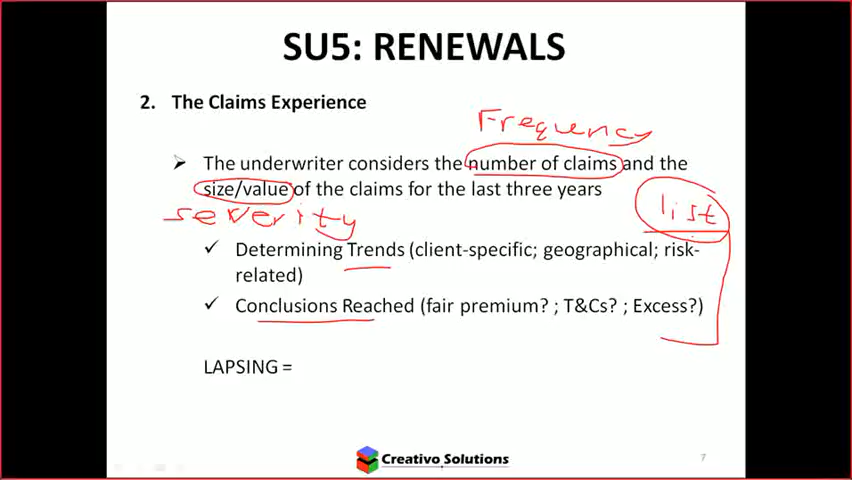 SU5: RENEWALS
2. The Claims Experience
Frequency
The underwriter considers the number of claims and the
size/value of the claims for the last three years
severity
list
Determining Trends (client-specific; geographical; risk-
related)
Conclusions Reached (fair premium? ; T&Cs? ; Excess?)
LAPSING =
Creativo Solutions
7